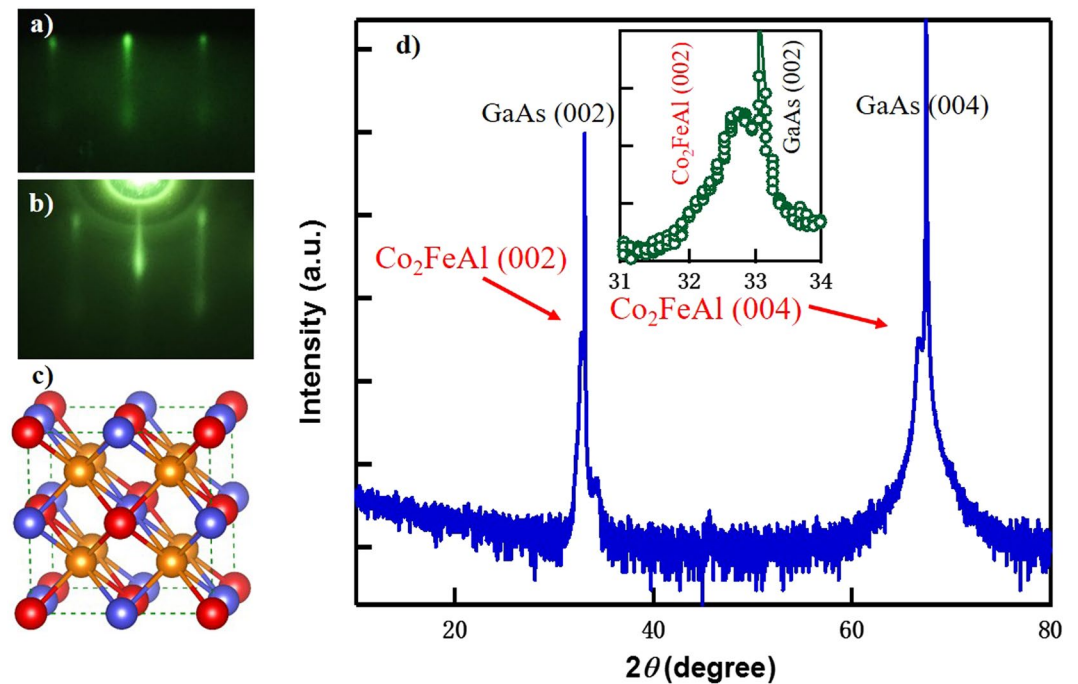 a)
b)
c)
d)
Intensity (a.u.)
GaAs (002)
Co₂FeAl (002)
Co₂FeAl (002)
GaAs (002)
31 32 33 34
GaAs (004)
Co₂FeAl (004)
20 40 60 80
2θ (degree)